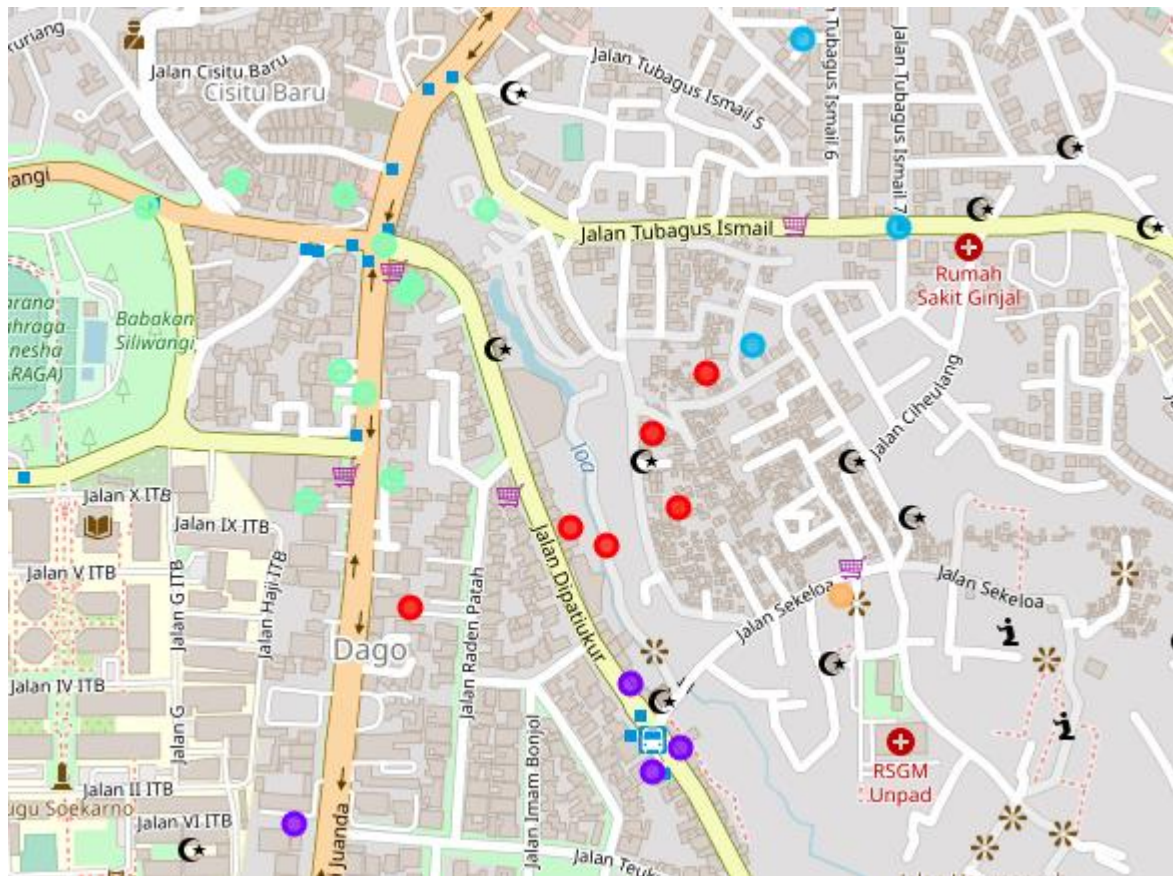 Jalan Cisitu Baru
Cisitu Baru
Jalan Tubagus Ismail 5
Tubagus Ismail 6
Jalan Tubagus Ismail 7
Jalan Tubagus Ismail
Rumah
Sakit Ginjal
Babakan
Siliwangi
Jalan Ciheulang
Jalan X ITB
Jalan IX ITB
Jalan V ITB
Jalan G ITB
Jalan Haji ITB
Jalan Raden Patah
Jalan Dipatiukur
Jalan Sekeloa
Jalan Sekeloa
Dago
Jalan IV ITB
Jalan G
Jalan Imam Bonjol
RSGM
Unpad
Jalan II ITB
ugu Soekarno
Jalan VI ITB
Juanda
Jalan Teuk